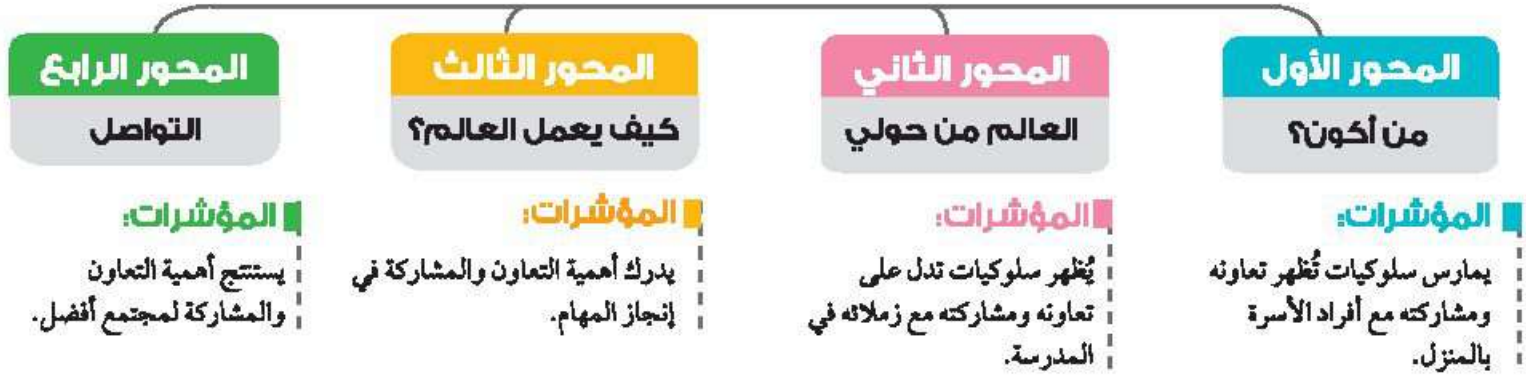 المحور الأول
من أكون؟
المؤشرات:
يمارس سلوكيات تُظهر تعاونه
ومشاركته مع أفراد الأسرة
بالمنزل.
المحور الثاني
العالم من حولي
المؤشرات:
يُظهر سلوكيات تدل على
تعاونه ومشاركته مع زملائه في
المدرسة.
المحور الثالث
كيف يعمل العالم؟
المؤشرات:
يدرك أهمية التعاون والمشاركة في
إنجاز المهام.
المحور الرابع
التواصل
المؤشرات:
يستنتج أهمية التعاون
والمشاركة لمجتمع أفضل.